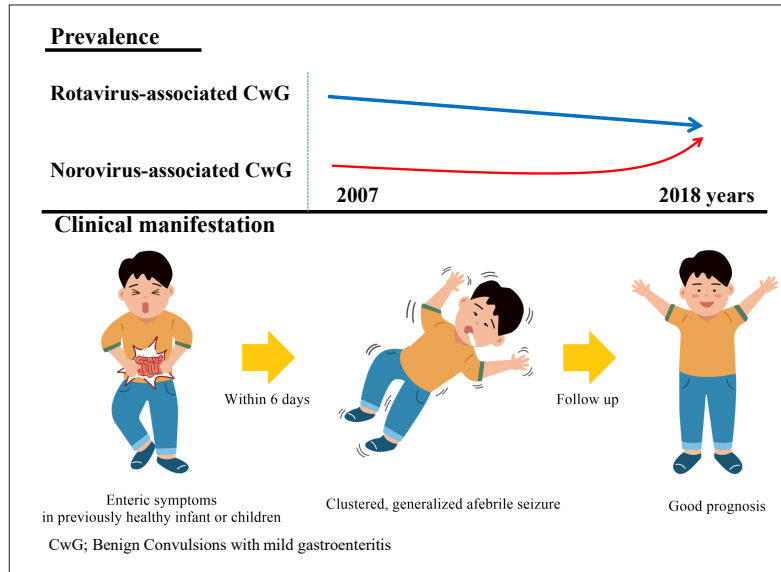 Prevalence
Rotavirus-associated CwG
Norovirus-associated CwG
2007
2018 years
Clinical manifestation
Within 6 days
Follow up
Enteric symptoms
in previously healthy infant or children
Clustered, generalized afebrile seizure
Good prognosis
CwG; Benign Convulsions with mild gastroenteritis